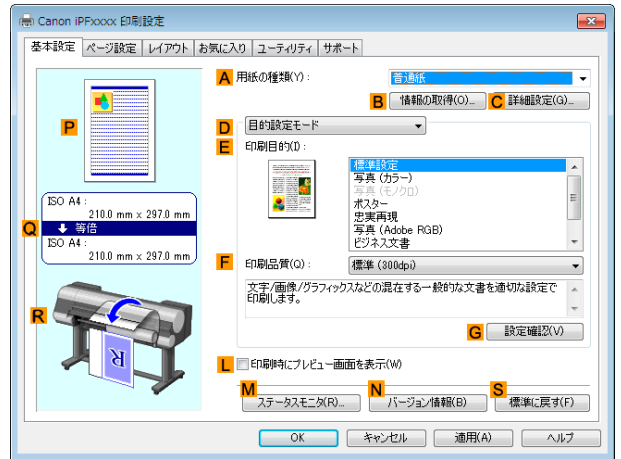 Canon iPFxxxx 印刷設定
基本設定 ページ設定 レイアウト お気に入り ユーティリティ サポート
A 用紙の種類(Y): 普通紙
B 情報の取得(O)... C 詳細設定(G)...
P
D 目的設定モード
E 印刷目的(I):
標準設定
写真 (カラー)
写真 (モノクロ)
ポスター
忠実再現
写真 (Adobe RGB)
ビジネス文書
ISO A4 :
210.0 mm x 297.0 mm
Q 等倍
ISO A4 :
210.0 mm x 297.0 mm
F 印刷品質(Q): 標準 (300dpi)
文字/画像/グラフィックスなどの混在する一般的な文書を適切な設定で
印刷します。
R
G 設定確認(V)
L 印刷時にプレビュー画面を表示(W)
M ステータスモニタ(R)... N バージョン情報(B) S 標準に戻す(F)
OK キャンセル 適用(A) ヘルプ